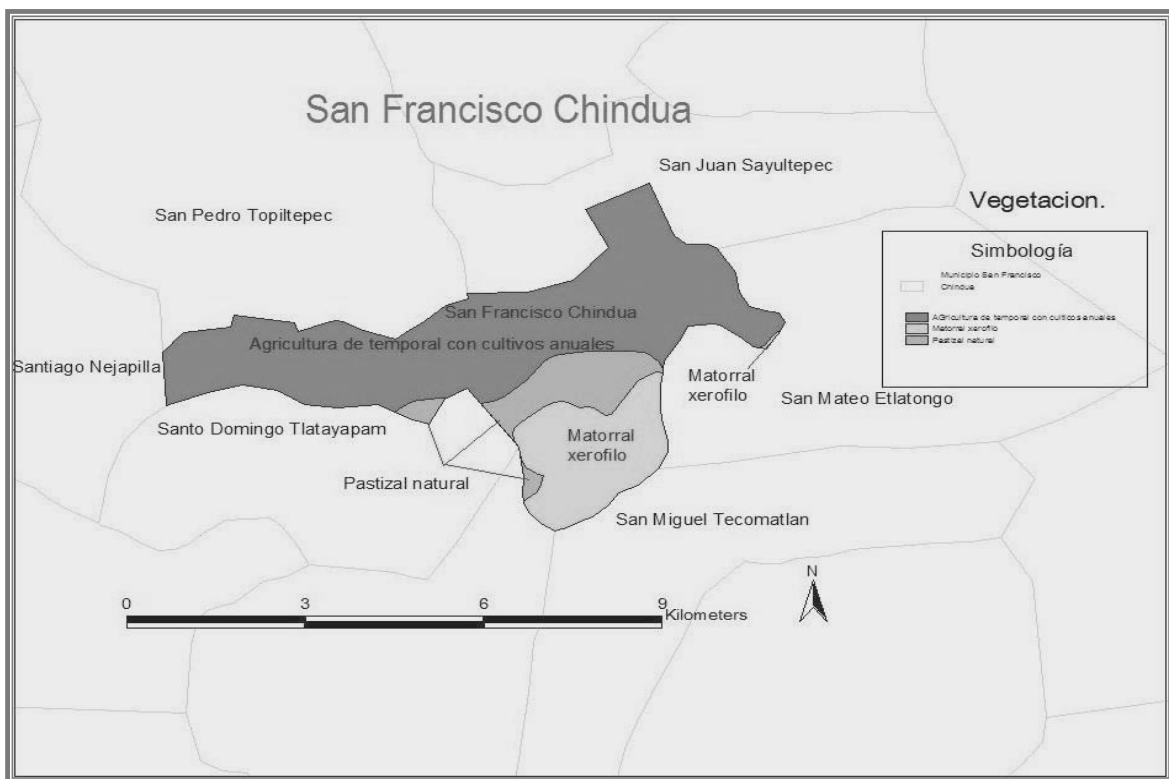 San Francisco Chindua
San Juan Sayultepec
San Pedro Topiltepec
Vegetacion.
Simbología
Municipio San Francisco
Chindua
AGricultura de temporal con cultivos anuales
Matorral xerofilo
Pastizal natural
San Francisco Chindua
Agricultura de temporal con cultivos anuales
Santiago Nejapilla
Matorral
xerofilo
San Mateo Etlatongo
Santo Domingo Tlatayapam
Matorral
xerofilo
Pastizal natural
San Miguel Tecomatlan
N
0 3 6 9
Kilometers